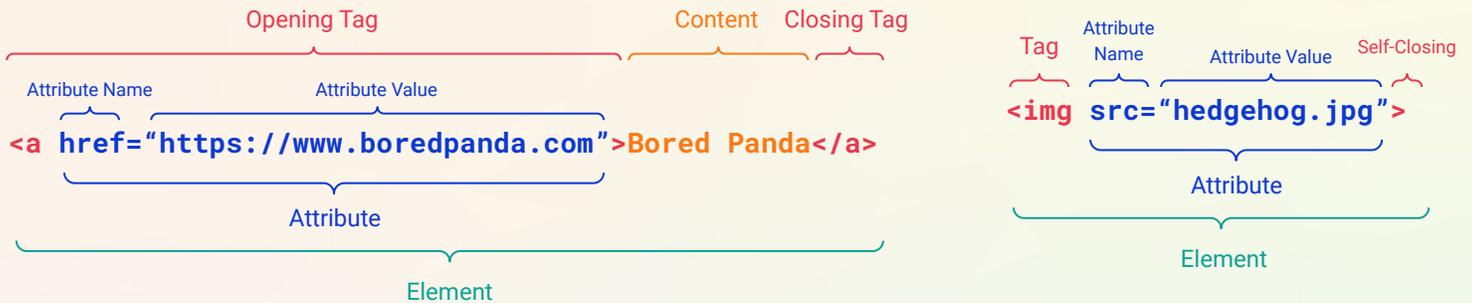 Opening Tag
Content
Closing Tag
Attribute Name
Attribute Value
<a href=“https://www.boredpanda.com”>Bored Panda</a>
Attribute
Element
Tag
Attribute
Name
Attribute Value
Self-Closing
<img src=“hedgehog.jpg”>
Attribute
Element